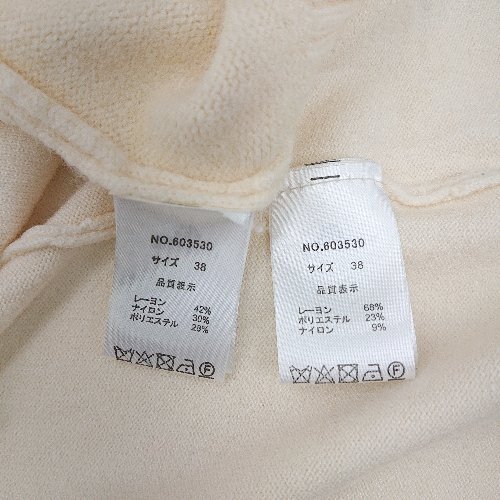 NO.603530
サイズ 38
品質表示
レーヨン 42%
ポリエステル 30%
ナイロン 28%
NO.603530
サイズ 38
品質表示
レーヨン 68%
ポリエステル 23%
ナイロン 9%